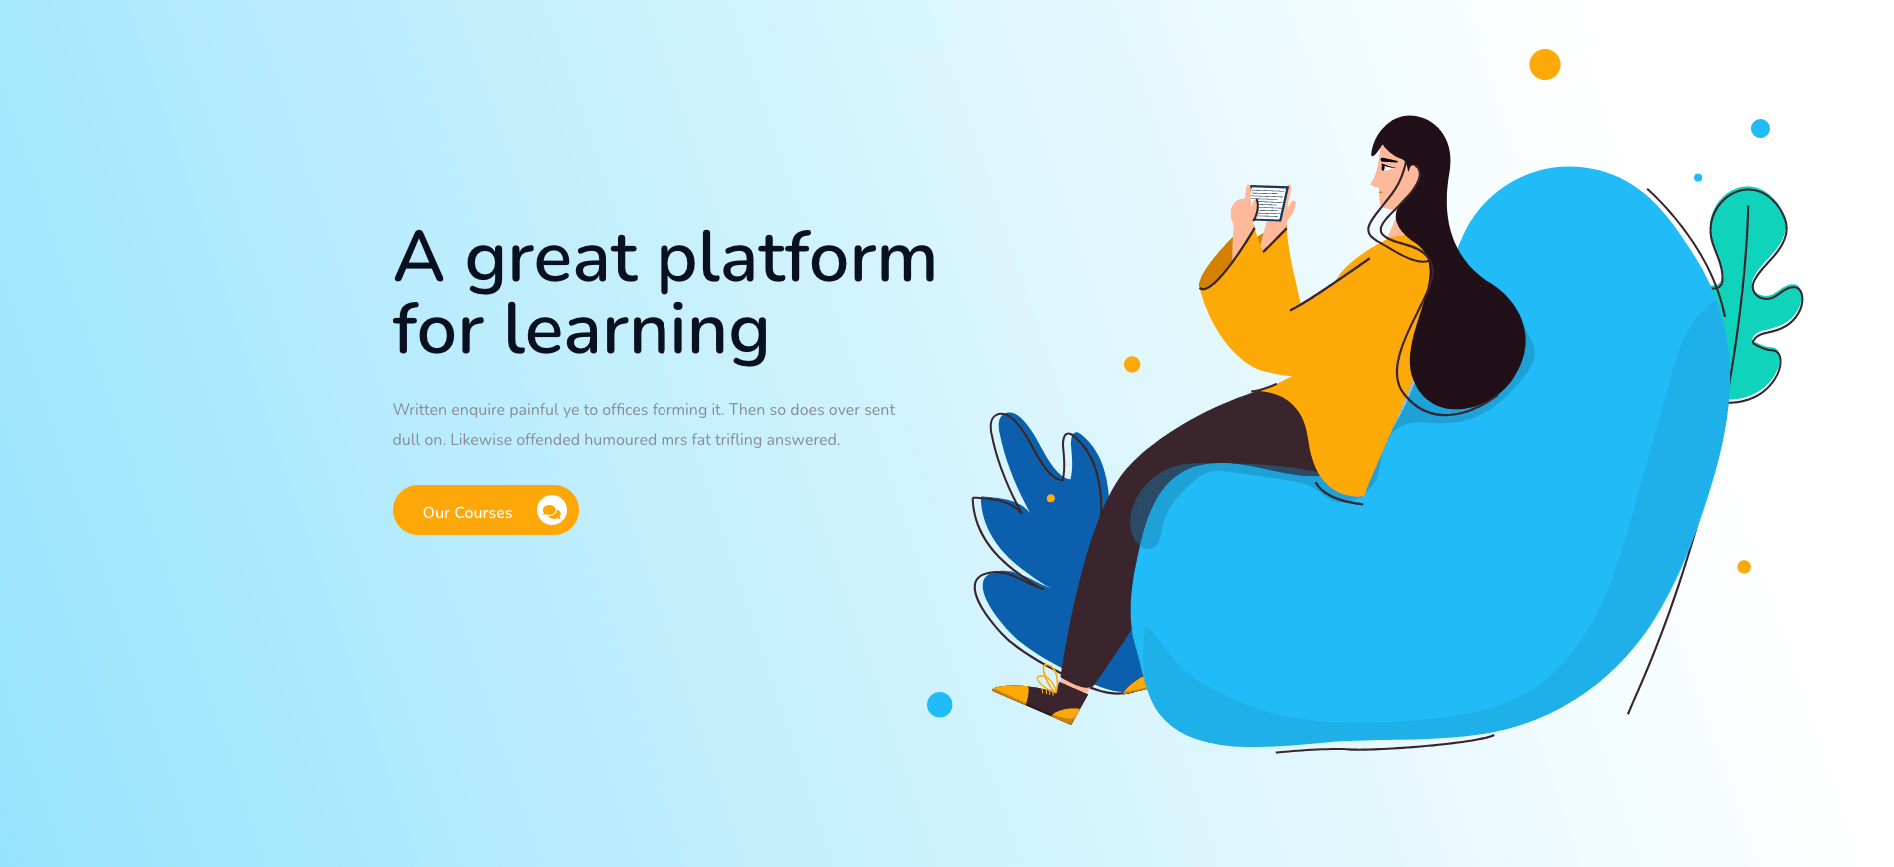 A great platform
for learning
Written enquire painful ye to offices forming it. Then so does over sent
dull on. Likewise offended humoured mrs fat trifling answered.
Our Courses